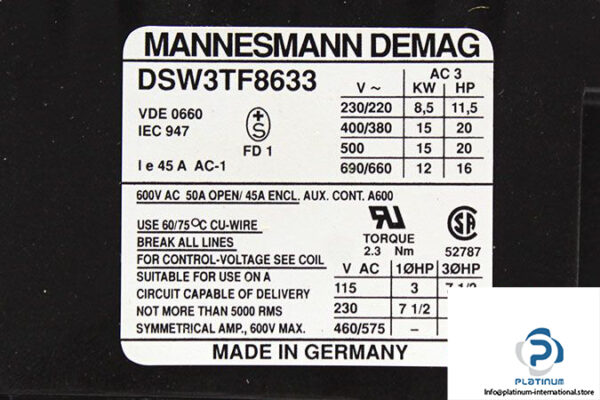 MANNESMANN DEMAG
DSW3TF8633
VDE 0660
IEC 947
S
FD 1
I e 45 A AC-1
AC 3
V ~ KW HP
230/220 8,5 11,5
400/380 15 20
500 15 20
690/660 12 16
600V AC 50A OPEN/ 45A ENCL. AUX. CONT. A600
USE 60/75°C CU-WIRE
BREAK ALL LINES
FOR CONTROL-VOLTAGE SEE COIL
SUITABLE FOR USE ON A
CIRCUIT CAPABLE OF DELIVERY
NOT MORE THAN 5000 RMS
SYMMETRICAL AMP., 600V MAX.
TORQUE
2.3 Nm
SA
52787
V AC 1ØHP 3ØHP
115 3
230 7 1/2
460/575 –
MADE IN GERMANY
PLATINUM
Info@platinum-international.store